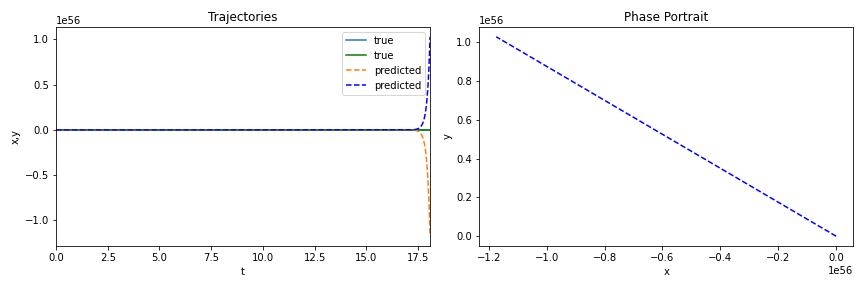 Trajectories
1e56
1.0
0.5
0.0
−0.5
−1.0
x,y
0.0 2.5 5.0 7.5 10.0 12.5 15.0 17.5
t
true
true
predicted
predicted
Phase Portrait
1e56
1.0
0.8
0.6
0.4
0.2
0.0
y
−1.2 −1.0 −0.8 −0.6 −0.4 −0.2 0.0
1e56
x